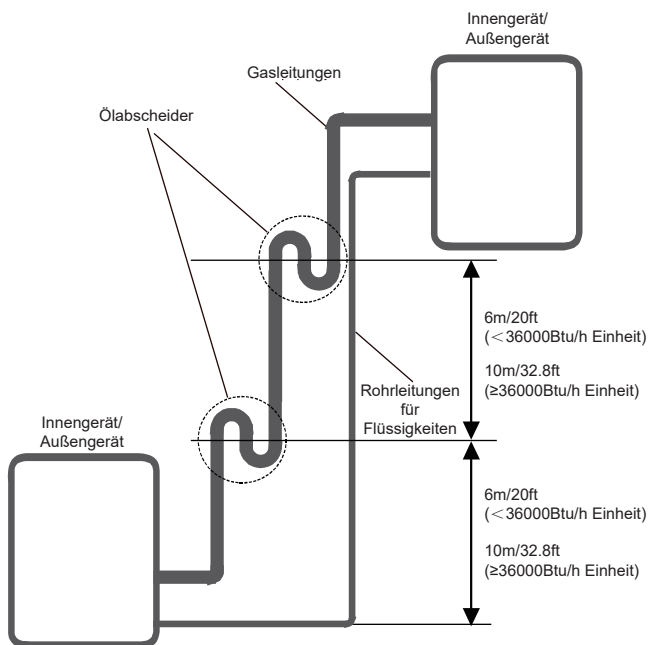 Innengerät/
Außengerät
Gasleitungen
Ölabscheider
6m/20ft
(＜36000Btu/h Einheit)
10m/32.8ft
(≥36000Btu/h Einheit)
Rohrleitungen
für
Flüssigkeiten
Innengerät/
Außengerät
6m/20ft
(＜36000Btu/h Einheit)
10m/32.8ft
(≥36000Btu/h Einheit)